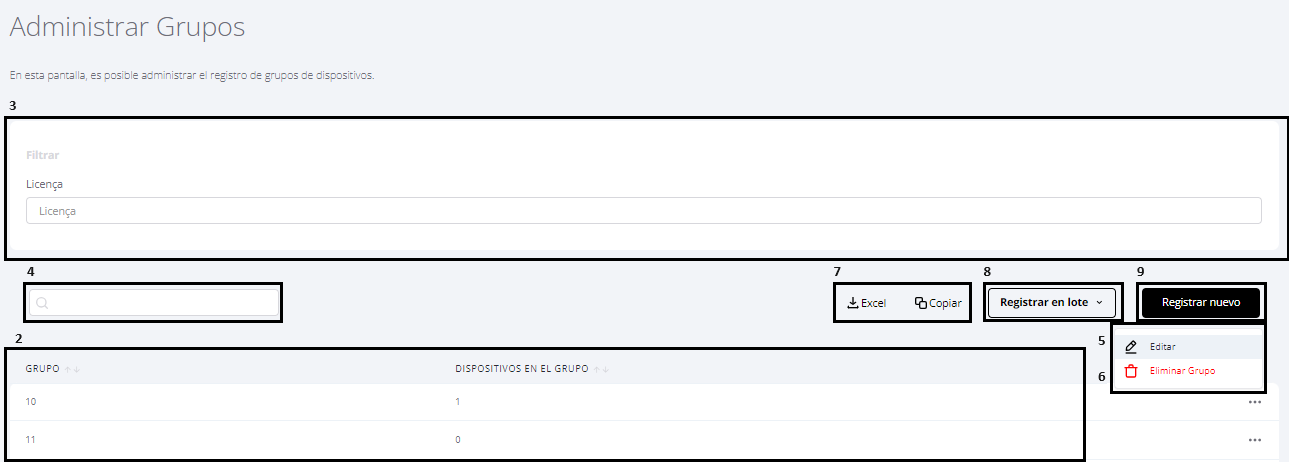 Administrar Grupos
En esta pantalla, es posible administrar el registro de grupos de dispositivos.
3
Filtrar
Licença
Licença
4
7
8
9
Excel
Copiar
Registrar en lote
Registrar nuevo
2
5
Editar
6
Eliminar Grupo
GRUPO
DISPOSITIVOS EN EL GRUPO
10
1
11
0